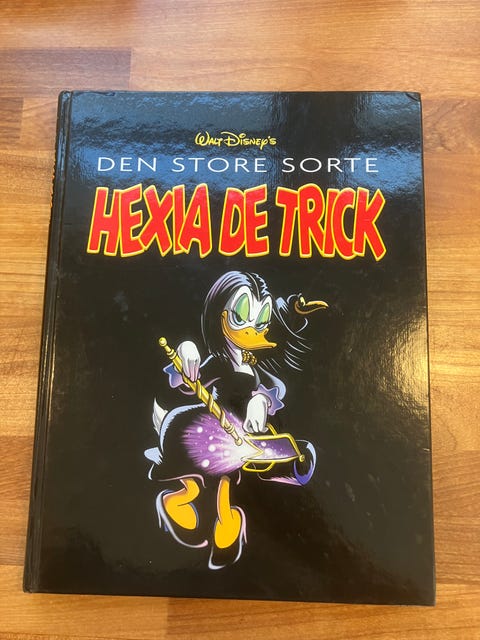 Walt Disney's
DEN STORE SORTE
HEXIA DE TRICK